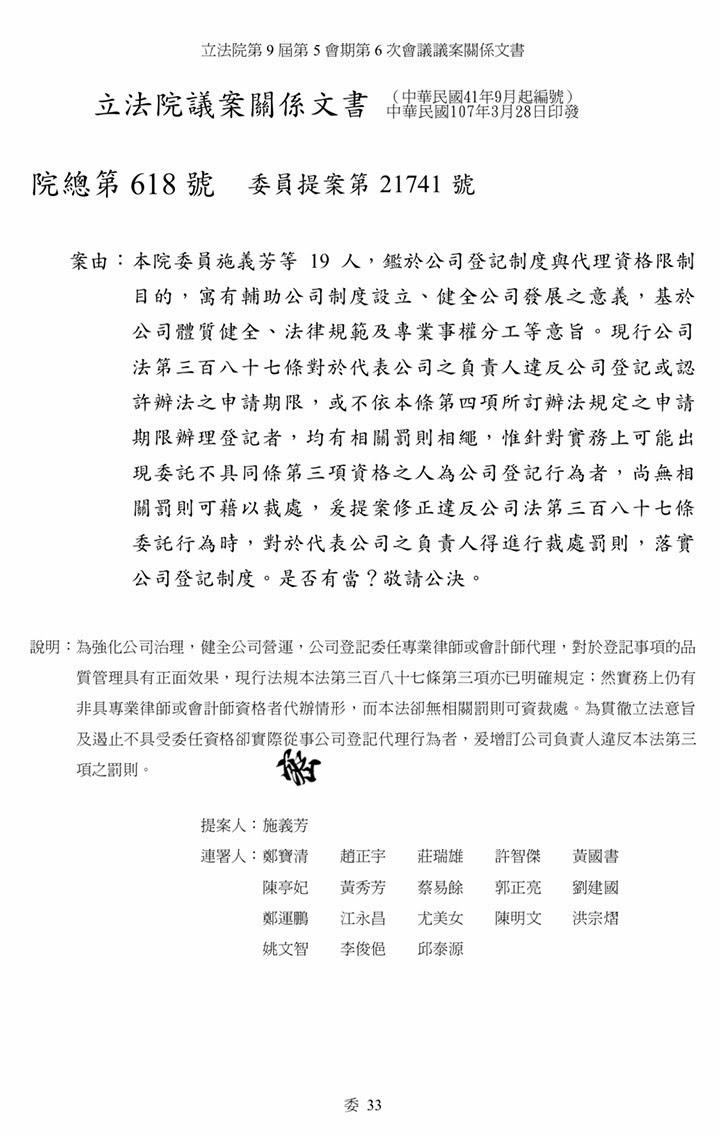 立法院第9屆第5會期第6次會議議案關係文書
立法院議案關係文書 （中華民國41年9月起編號）
中華民國107年3月28日印發
院總第618號 委員提案第21741號
案由：本院委員施義芳等 19 人，鑑於公司登記制度與代理資格限制
目的，寓有輔助公司制度設立、健全公司發展之意義，基於
公司體質健全、法律規範及專業事權分工等意旨。現行公司
法第三百八十七條對於代表公司之負責人違反公司登記或認
許辦法之申請期限，或不依本條第四項所訂辦法規定之申請
期限辦理登記者，均有相關罰則相繩，惟針對實務上可能出
現委託不具同條第三項資格之人為公司登記行為者，尚無相
關罰則可藉以裁處，爰提案修正違反公司法第三百八十七條
委託行為時，對於代表公司之負責人得進行裁處罰則，落實
公司登記制度。是否有當？敬請公決。
說明：為強化公司治理，健全公司營運，公司登記委任專業律師或會計師代理，對於登記事項的品
質管理具有正面效果，現行法規本法第三百八十七條第三項亦已明確規定；然實務上仍有
非具專業律師或會計師資格者代辦情形，而本法卻無相關罰則可資裁處。為貫徹立法意旨
及遏止不具受委任資格卻實際從事公司登記代理行為者，爰增訂公司負責人違反本法第三
項之罰則。
提案人：施義芳
連署人：鄭寶清 趙正宇 莊瑞雄 許智傑 黃國書
陳亭妃 黃秀芳 蔡易餘 郭正亮 劉建國
鄭運鵬 江永昌 尤美女 陳明文 洪宗熠
姚文智 李俊俋 邱泰源
委 33